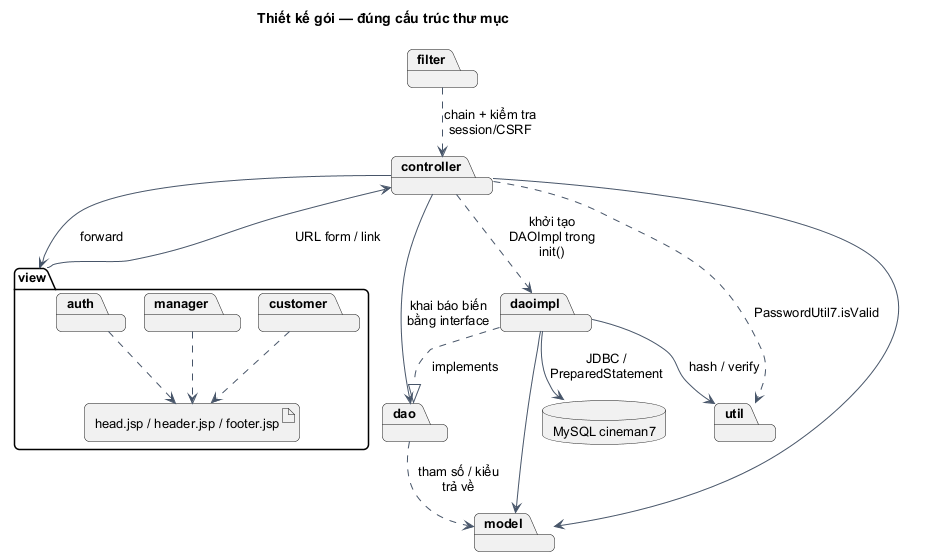 Thiết kế gói — đúng cấu trúc thư mục
filter
chain + kiểm tra
session/CSRF
controller
forward
URL form / link
khởi tạo
DAOImpl trong
init()
view
auth
manager
customer
daoimpl
khai báo biến
bằng interface
PasswordUtil7.isValid
implements
JDBC /
PreparedStatement
hash / verify
head.jsp / header.jsp / footer.jsp
dao
MySQL cineman7
util
tham số / kiểu
trả về
model